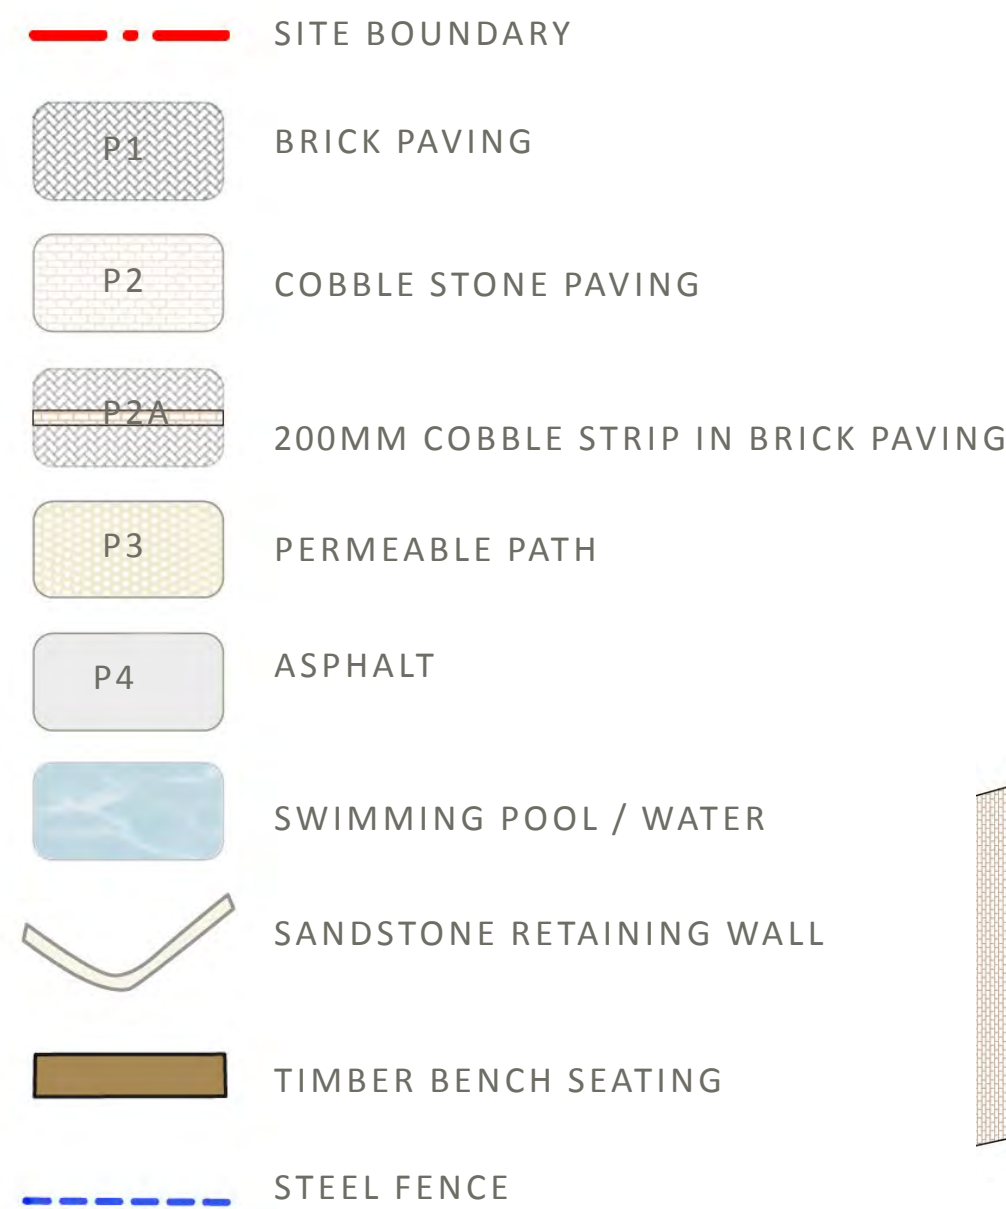 SITE BOUNDARY
P1 BRICK PAVING
P2 COBBLE STONE PAVING
P2A 200MM COBBLE STRIP IN BRICK PAVING
P3 PERMEABLE PATH
P4 ASPHALT
SWIMMING POOL / WATER
SANDSTONE RETAINING WALL
TIMBER BENCH SEATING
STEEL FENCE